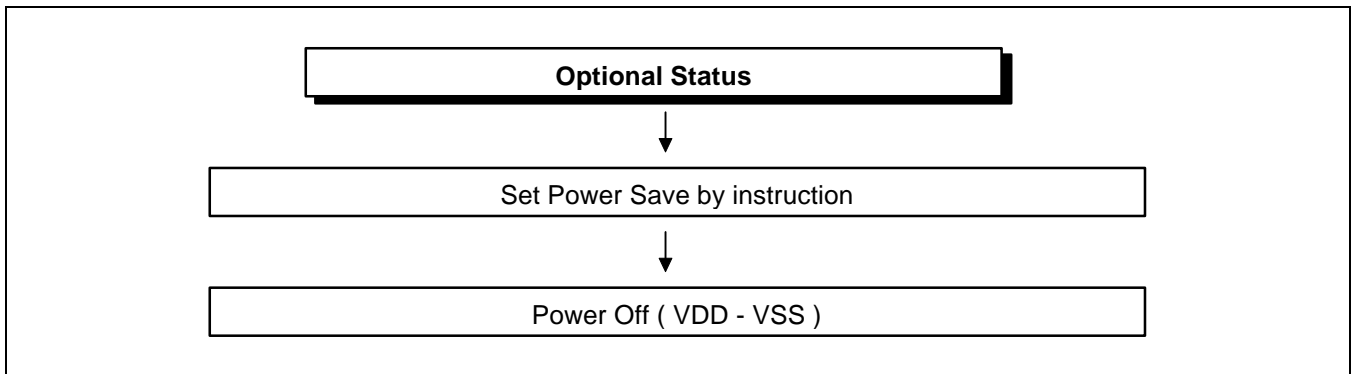 Optional Status
Set Power Save by instruction
Power Off ( VDD - VSS )